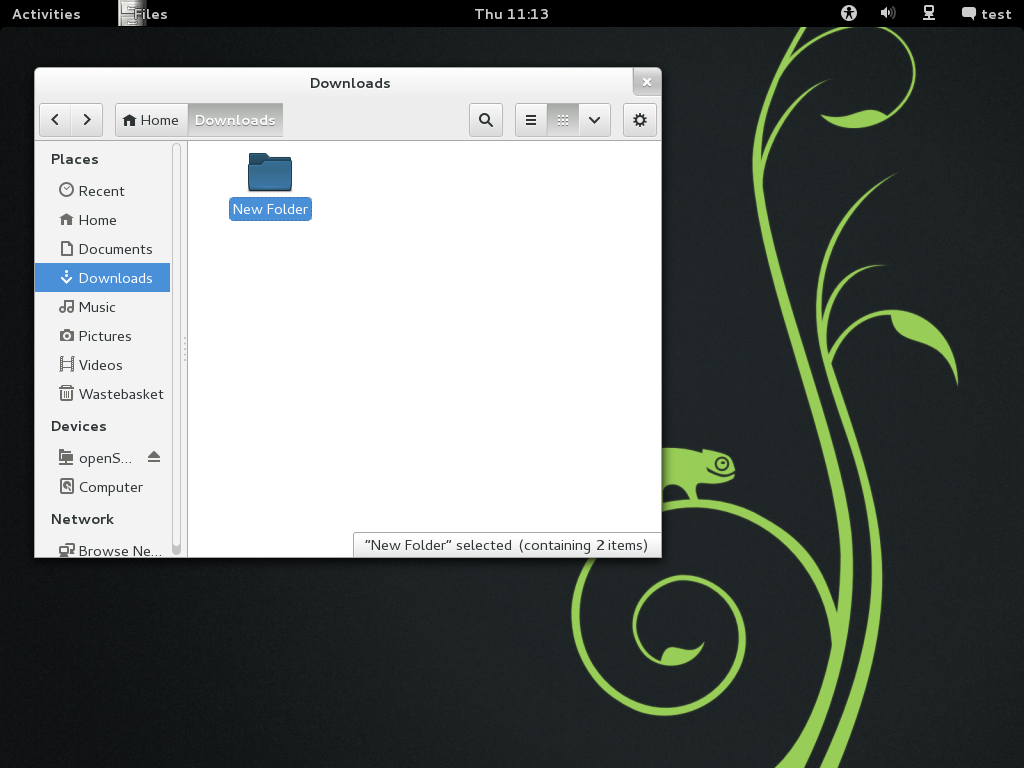 Activities Files Thu 11:13 test
Downloads
Home Downloads
Places
Recent
Home
Documents
Downloads
Music
Pictures
Videos
Wastebasket
Devices
openS...
Computer
Network
Browse Ne...
New Folder
“New Folder” selected (containing 2 items)